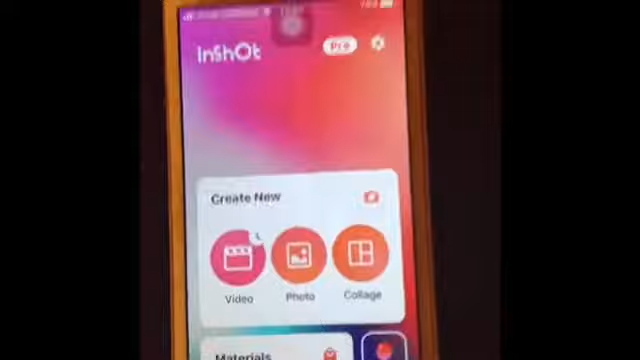 InShOt
Pro
Create New
Video
Photo
Collage
Materials